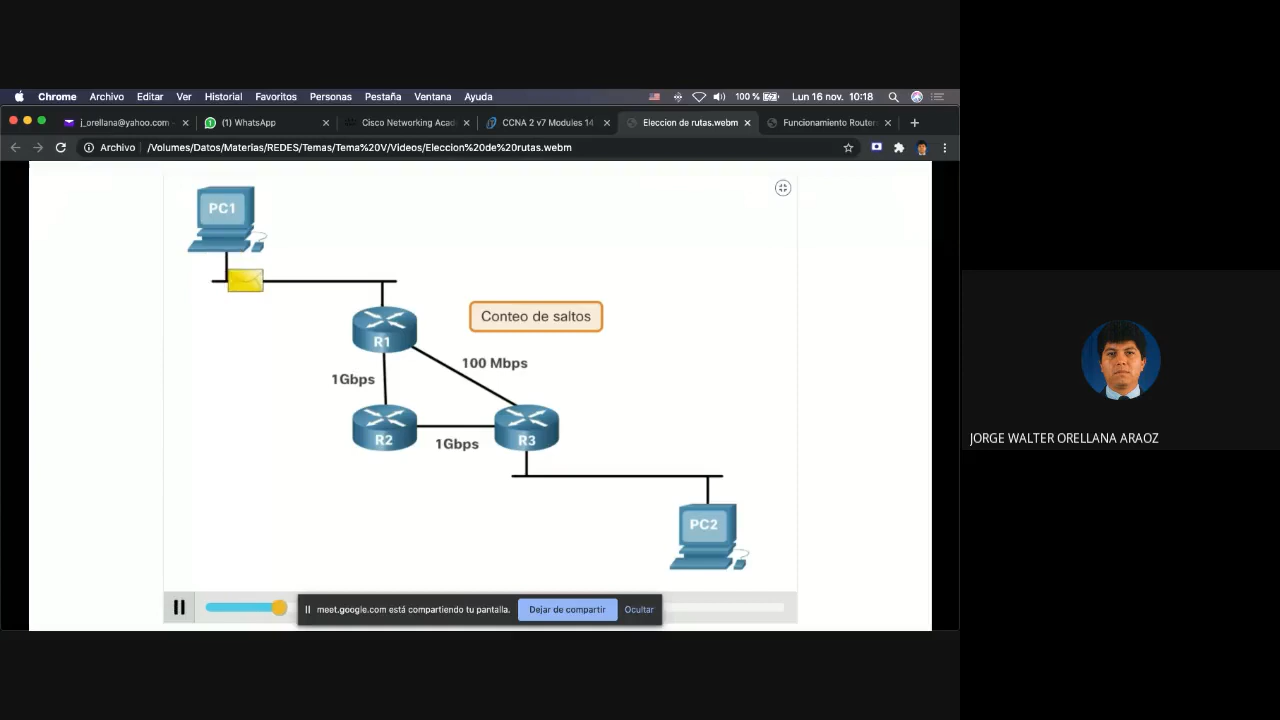 Chrome Archivo Editar Ver Historial Favoritos Personas Pestaña Ventana Ayuda 100 % Lun 16 nov. 10:18
j_orellana@yahoo.com - (1) WhatsApp Cisco Networking Acad CCNA 2 v7 Modules 14 Eleccion de rutas.webm Funcionamiento Router
Archivo /Volumes/Datos/Materias/REDES/Temas/Tema%20V/Videos/Eleccion%20de%20rutas.webm
PC1
Conteo de saltos
R1
100 Mbps
1Gbps
R2
1Gbps
R3
PC2
meet.google.com está compartiendo tu pantalla. Dejar de compartir Ocultar
JORGE WALTER ORELLANA ARAOZ